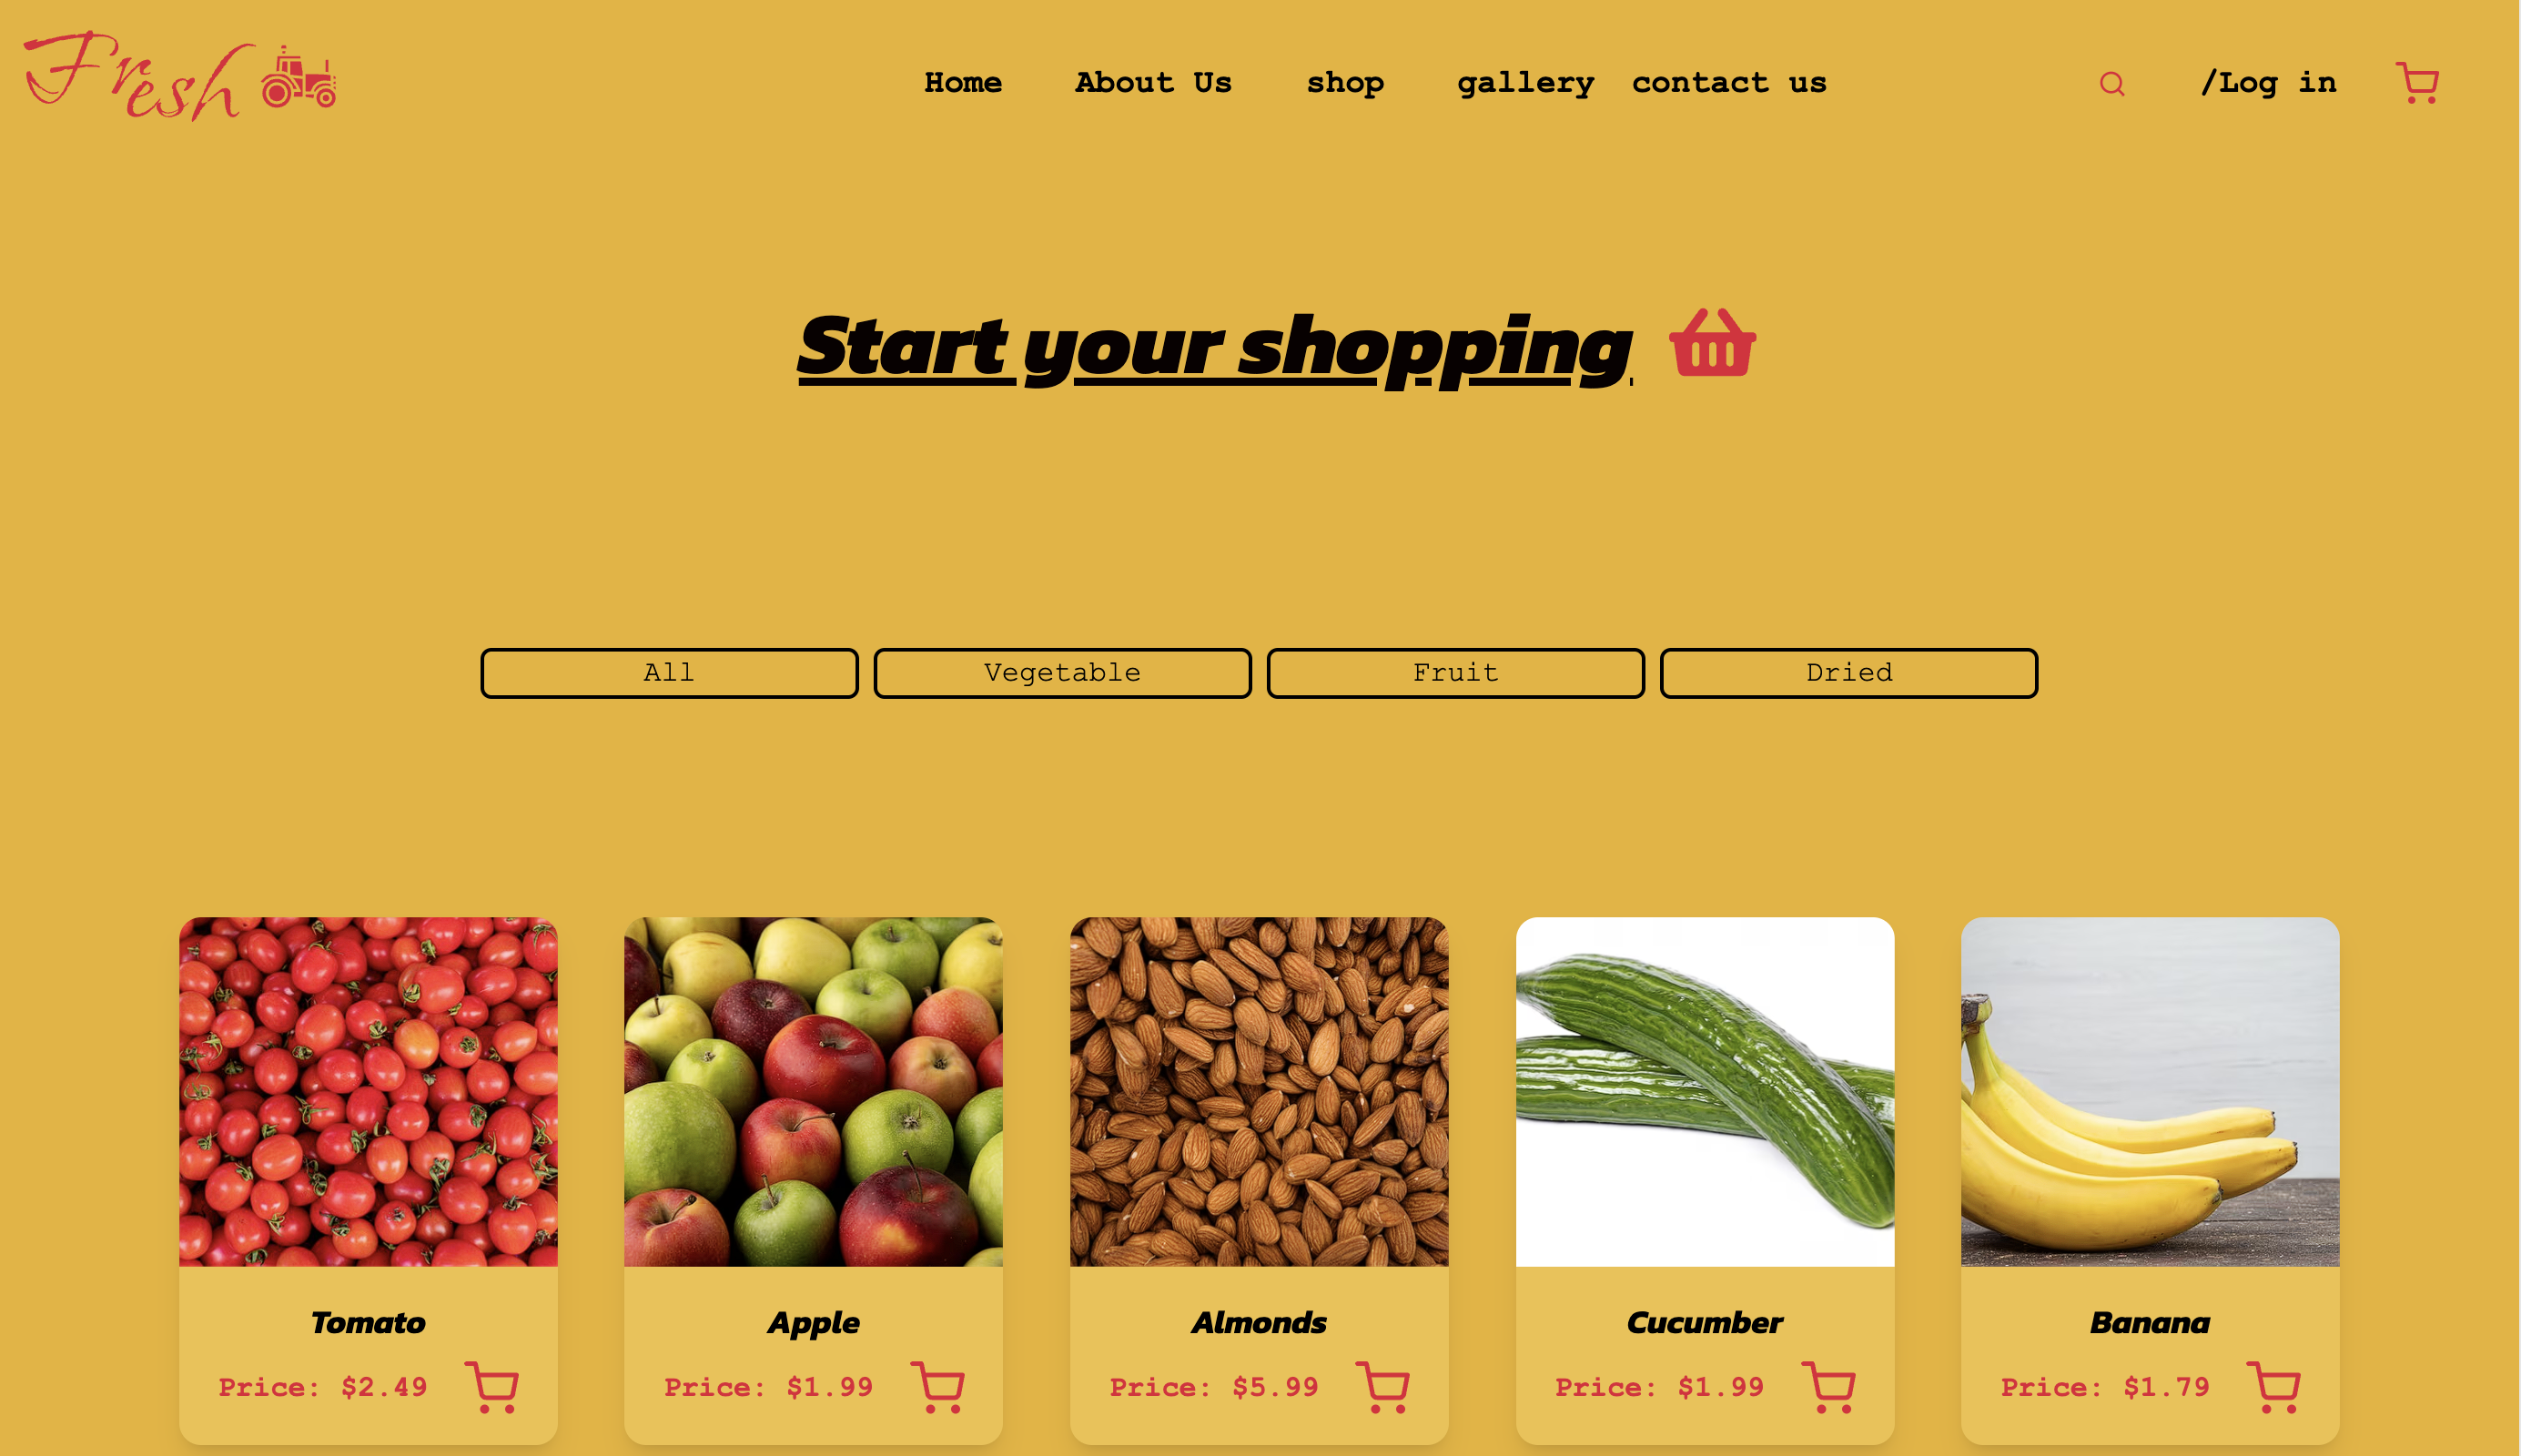 Fresh
Home About Us shop gallery contact us /Log in
Start your shopping
All Vegetable Fruit Dried
Tomato Apple Almonds Cucumber Banana
Price: $2.49 Price: $1.99 Price: $5.99 Price: $1.99 Price: $1.79